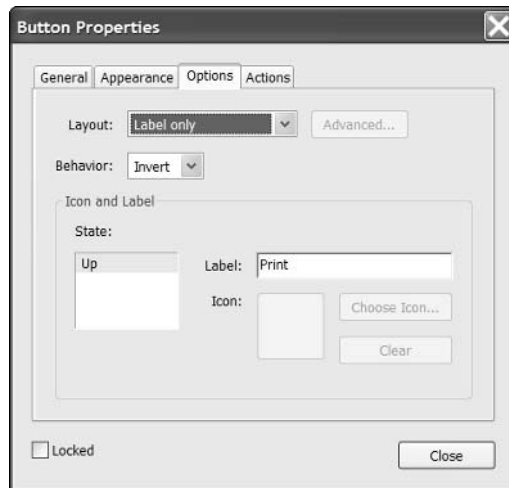 Button Properties
General Appearance Options Actions
Layout: Label only Advanced...
Behavior: Invert
Icon and Label
State:
Up Label: Print
Icon: Choose Icon...
Clear
Locked Close